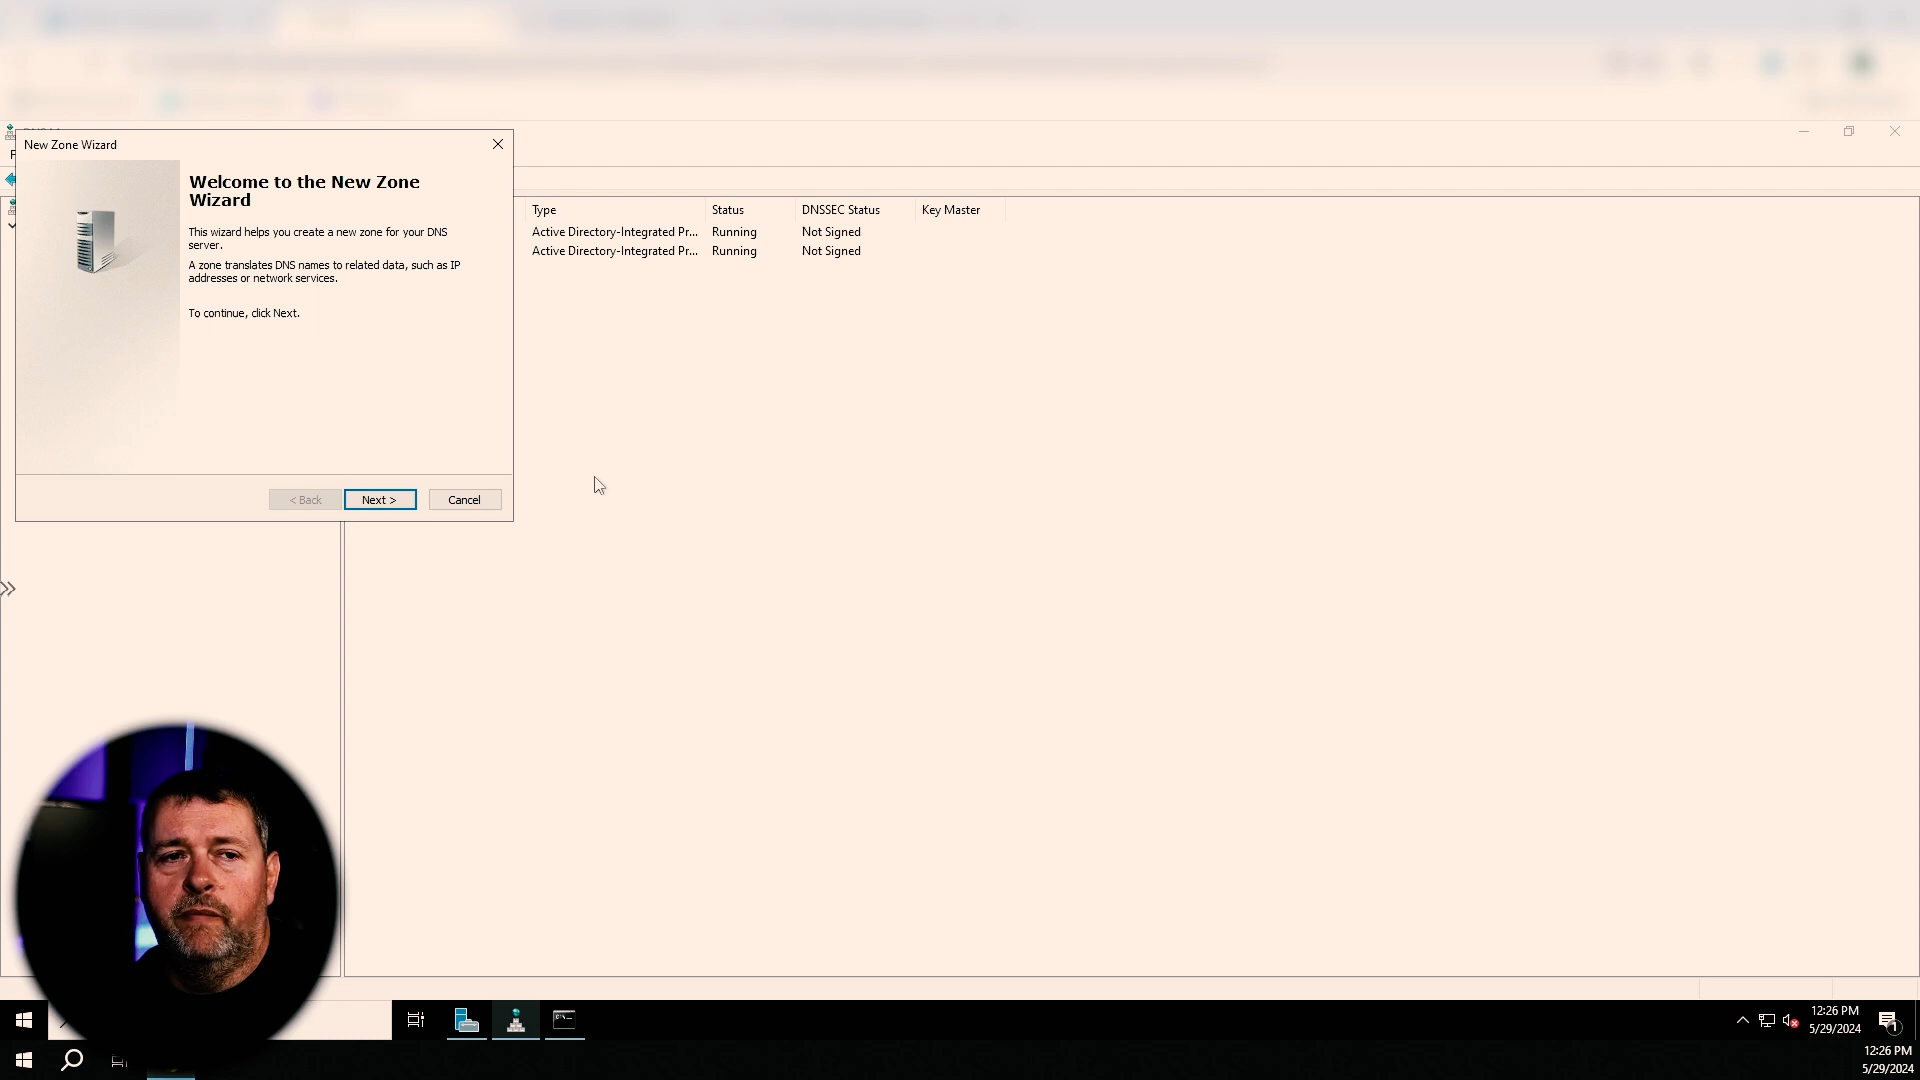 New Zone Wizard
Welcome to the New Zone
Wizard
This wizard helps you create a new zone for your DNS
server.
A zone translates DNS names to related data, such as IP
addresses or network services.
To continue, click Next.
< Back
Next >
Cancel
Type
Status
DNSSEC Status
Key Master
Active Directory-Integrated Pr...
Running
Not Signed
Active Directory-Integrated Pr...
Running
Not Signed
12:26 PM
5/29/2024
1
12:26 PM
5/29/2024